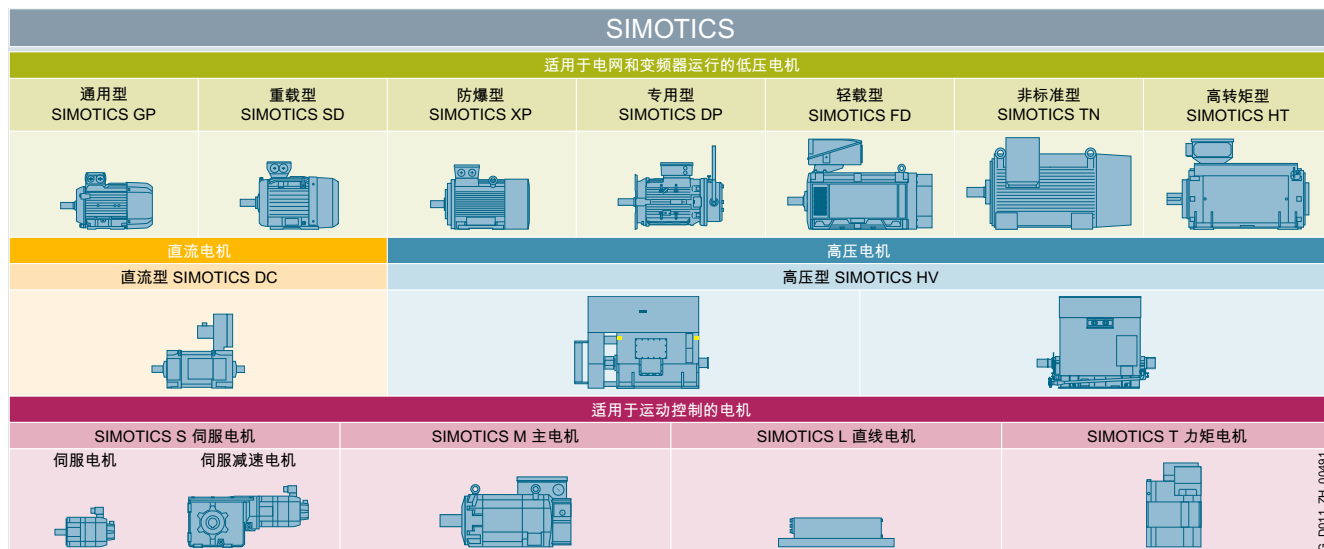 SIMOTICS
适用于电网和变频器运行的低压电机
通用型
SIMOTICS GP
重载型
SIMOTICS SD
防爆型
SIMOTICS XP
专用型
SIMOTICS DP
轻载型
SIMOTICS FD
非标准型
SIMOTICS TN
高转矩型
SIMOTICS HT
直流电机
高压电机
直流型 SIMOTICS DC
高压型 SIMOTICS HV
适用于运动控制的电机
SIMOTICS S 伺服电机
SIMOTICS M 主电机
SIMOTICS L 直线电机
SIMOTICS T 力矩电机
伺服电机
伺服减速电机
G_D011_ZH_00491